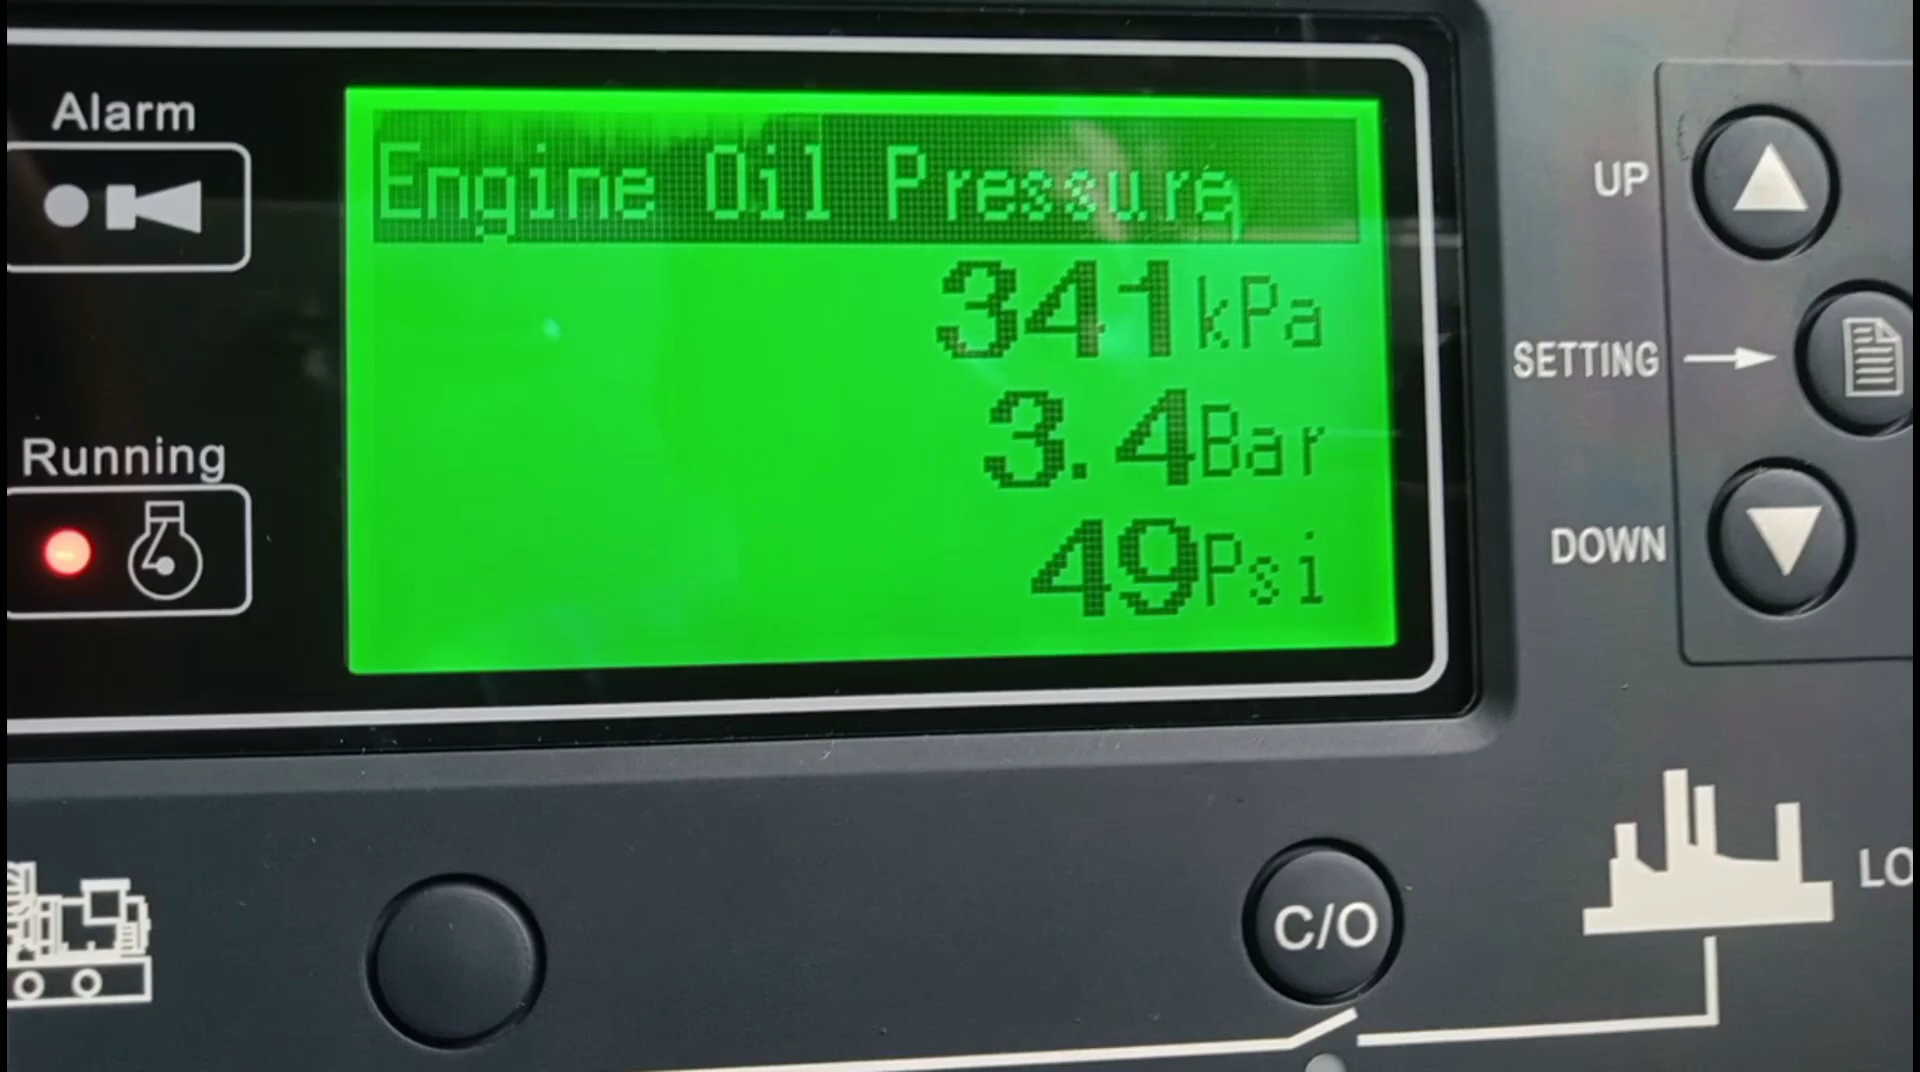 Alarm
Engine Oil Pressure
341kPa
3.4Bar
49Psi
Running
UP
SETTING
DOWN
C/O
LO